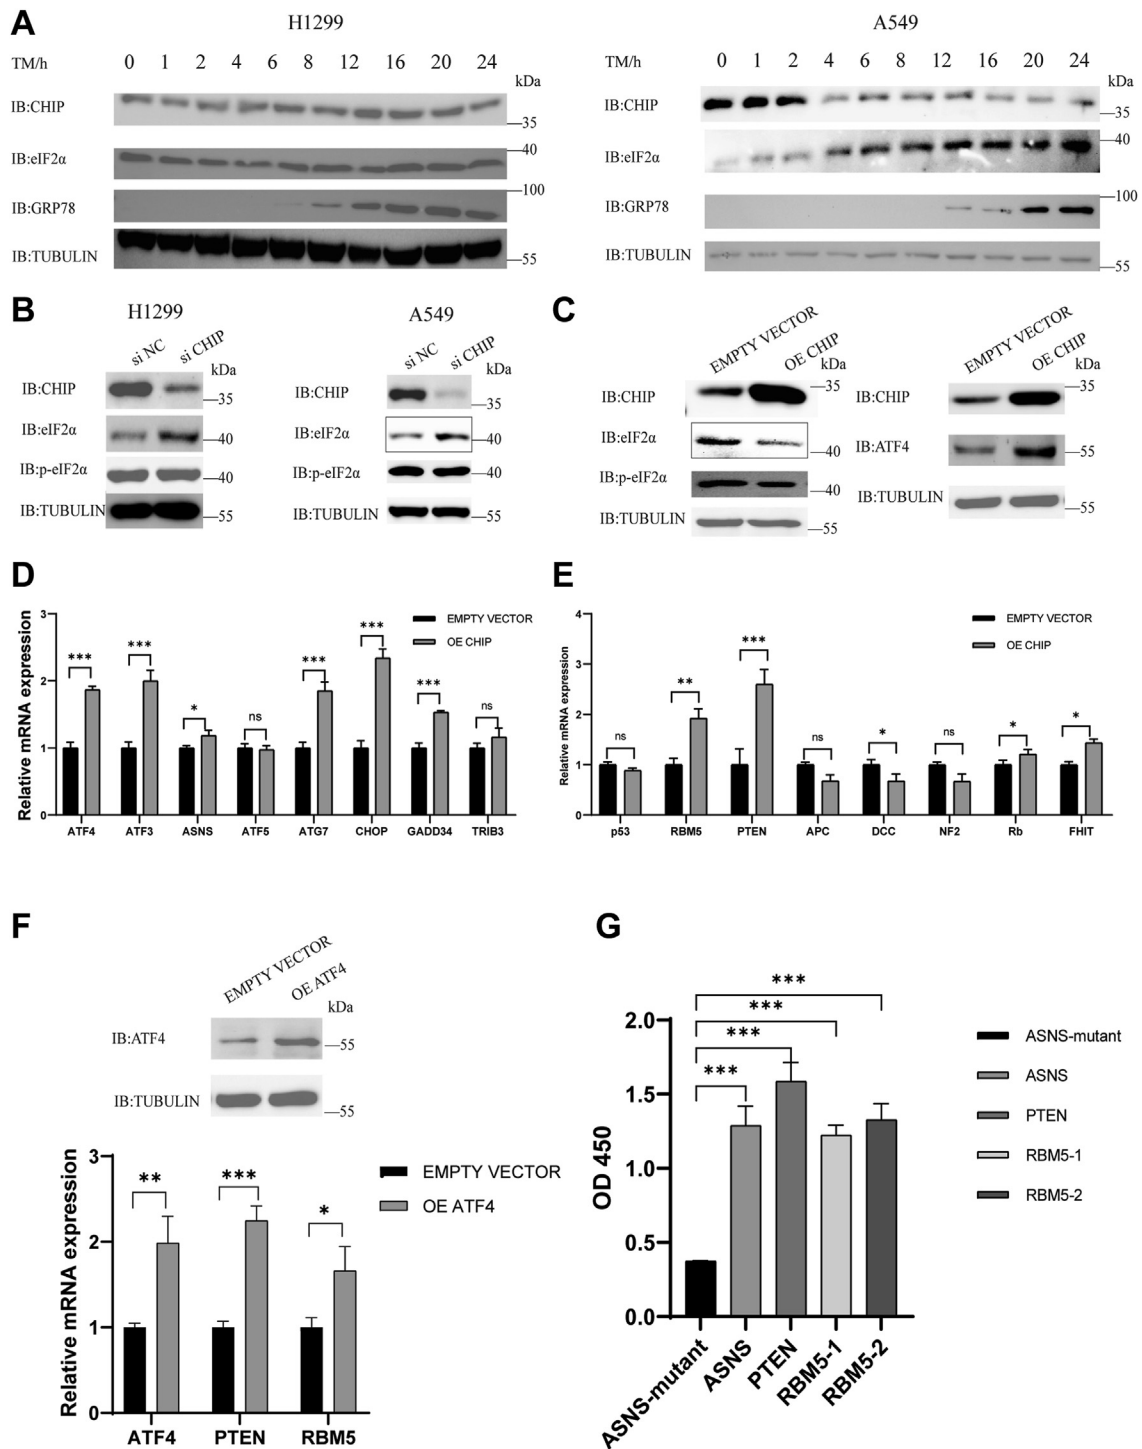 A
H1299
TM/h 0 1 2 4 6 8 12 16 20 24
kDa
IB:CHIP
35
IB:eIF2α
40
IB:GRP78
100
IB:TUBULIN
55
A549
TM/h 0 1 2 4 6 8 12 16 20 24
kDa
IB:CHIP
35
IB:eIF2α
40
IB:GRP78
100
IB:TUBULIN
55
B
H1299
si NC si CHIP
kDa
IB:CHIP
35
IB:eIF2α
40
IB:p-eIF2α
40
IB:TUBULIN
55
A549
si NC si CHIP
kDa
IB:CHIP
35
IB:eIF2α
40
IB:p-eIF2α
40
IB:TUBULIN
55
C
EMPTY VECTOR OE CHIP
kDa
IB:CHIP
35
IB:eIF2α
40
IB:p-eIF2α
40
IB:TUBULIN
55
EMPTY VECTOR OE CHIP
kDa
IB:CHIP
35
IB:ATF4
55
IB:TUBULIN
55
D
Relative mRNA expression
3
2
1
0
EMPTY VECTOR
OE CHIP
*** *** * ns *** *** *** ns
ATF4 ATF3 ASNS ATF5 ATG7 CHOP GADD34 TRIB3
E
Relative mRNA expression
4
3
2
1
0
EMPTY VECTOR
OE CHIP
ns ** *** ns * ns * *
p53 RBM5 PTEN APC DCC NF2 Rb FHIT
F
EMPTY VECTOR OE ATF4
kDa
IB:ATF4
55
IB:TUBULIN
55
Relative mRNA expression
3
2
1
0
EMPTY VECTOR
OE ATF4
** *** *
ATF4 PTEN RBM5
G
OD 450
2.0
1.5
1.0
0.5
0.0
***
***
***
***
ASNS-mutant
ASNS
PTEN
RBM5-1
RBM5-2
ASNS-mutant ASNS PTEN RBM5-1 RBM5-2